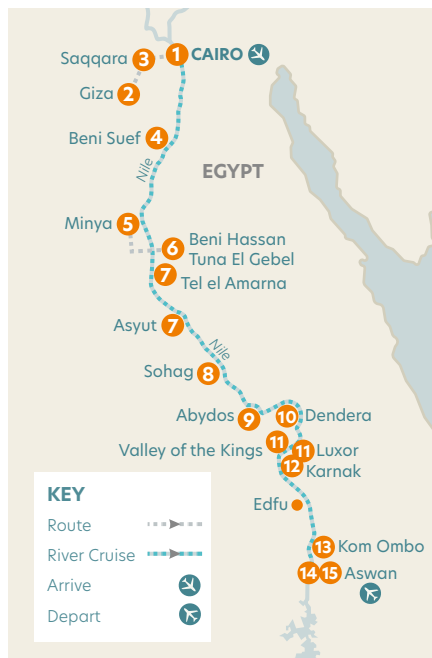 Saqqara 3 1 CAIRO
Giza 2
Beni Suef 4
Nile
EGYPT
Minya 5
6 Beni Hassan
Tuna El Gebel
7 Tel el Amarna
Asyut 7
Nile
Sohag 8
Abydos 9 10 Dendera
Valley of the Kings 11 11 Luxor
12 Karnak
Edfu
13 Kom Ombo
14 15 Aswan
KEY
Route
River Cruise
Arrive
Depart